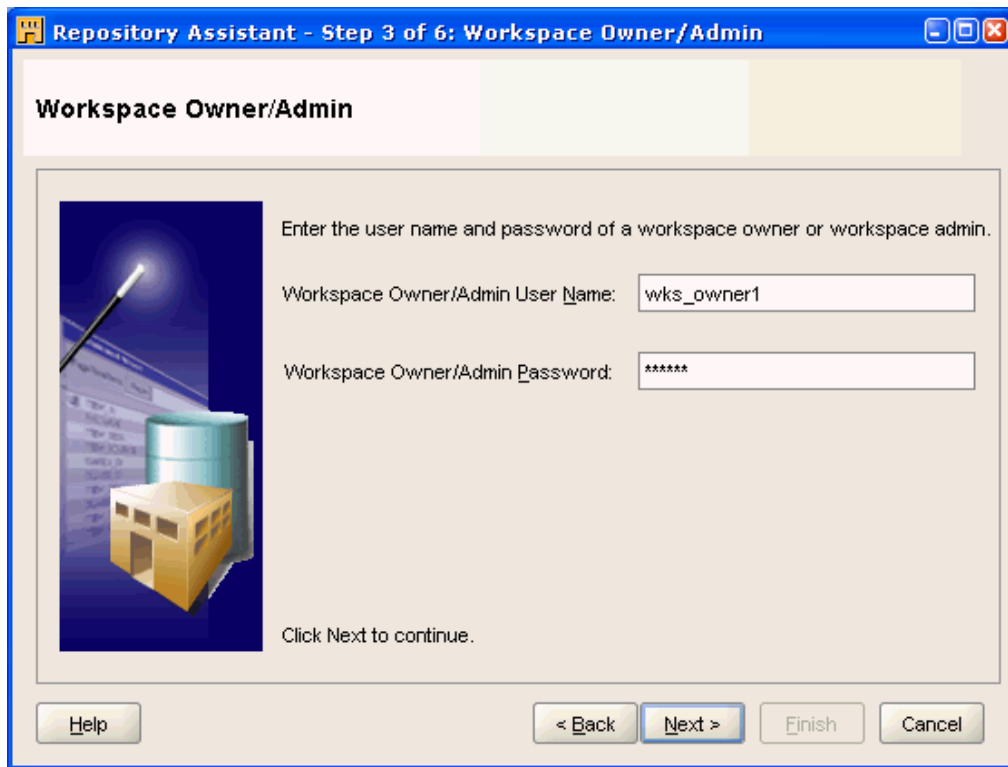 Repository Assistant - Step 3 of 6: Workspace Owner/Admin
Workspace Owner/Admin
Enter the user name and password of a workspace owner or workspace admin.
Workspace Owner/Admin User Name: wks_owner1
Workspace Owner/Admin Password: ******
Click Next to continue.
Help < Back Next > Finish Cancel